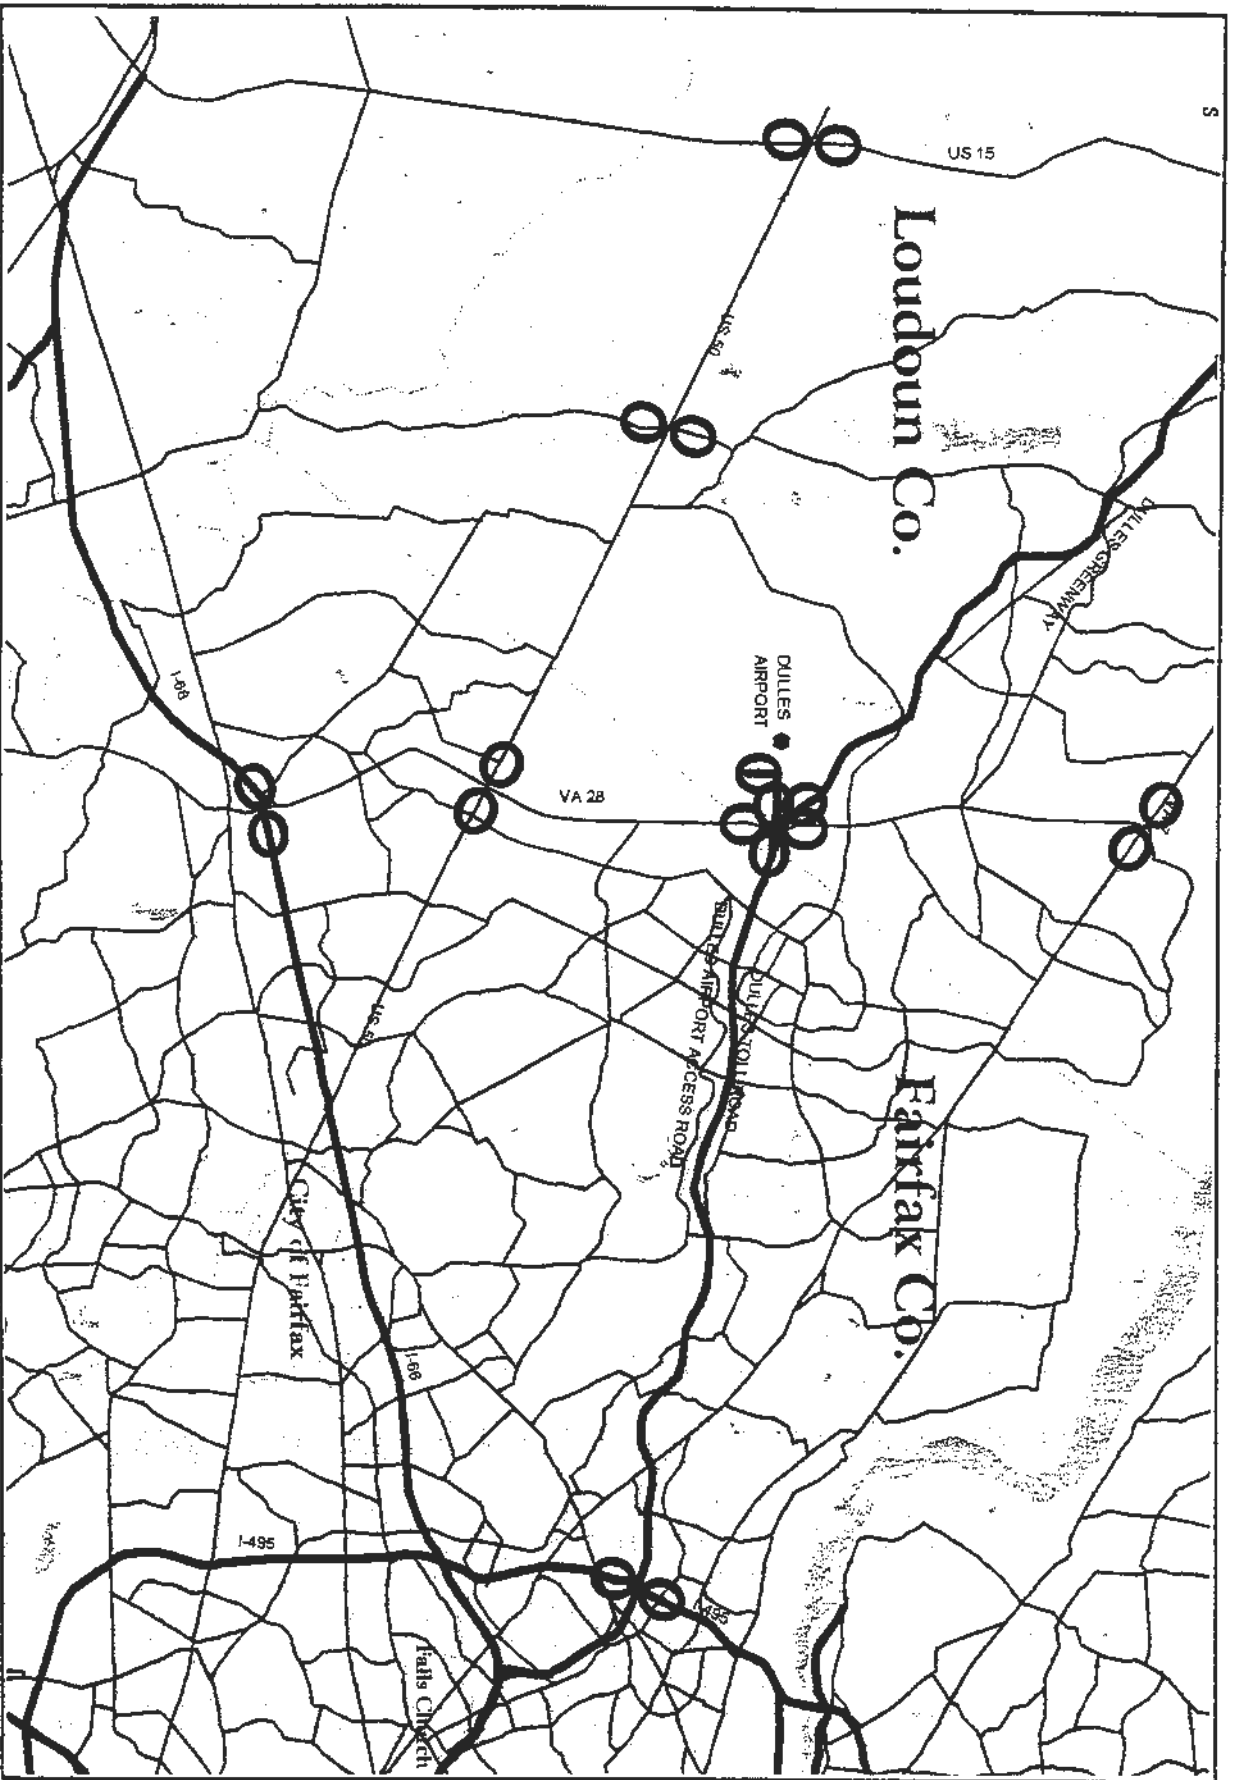 S
US 15
Loudoun Co.
US 50
DULLES GREENWAY
DULLES
AIRPORT
I-66
VA 28
DULLES AIRPORT ACCESS ROAD
DULLES TOLL ROAD
Fairfax Co.
US 50
City of Fairfax
I-66
I-495
I-495
Falls Church